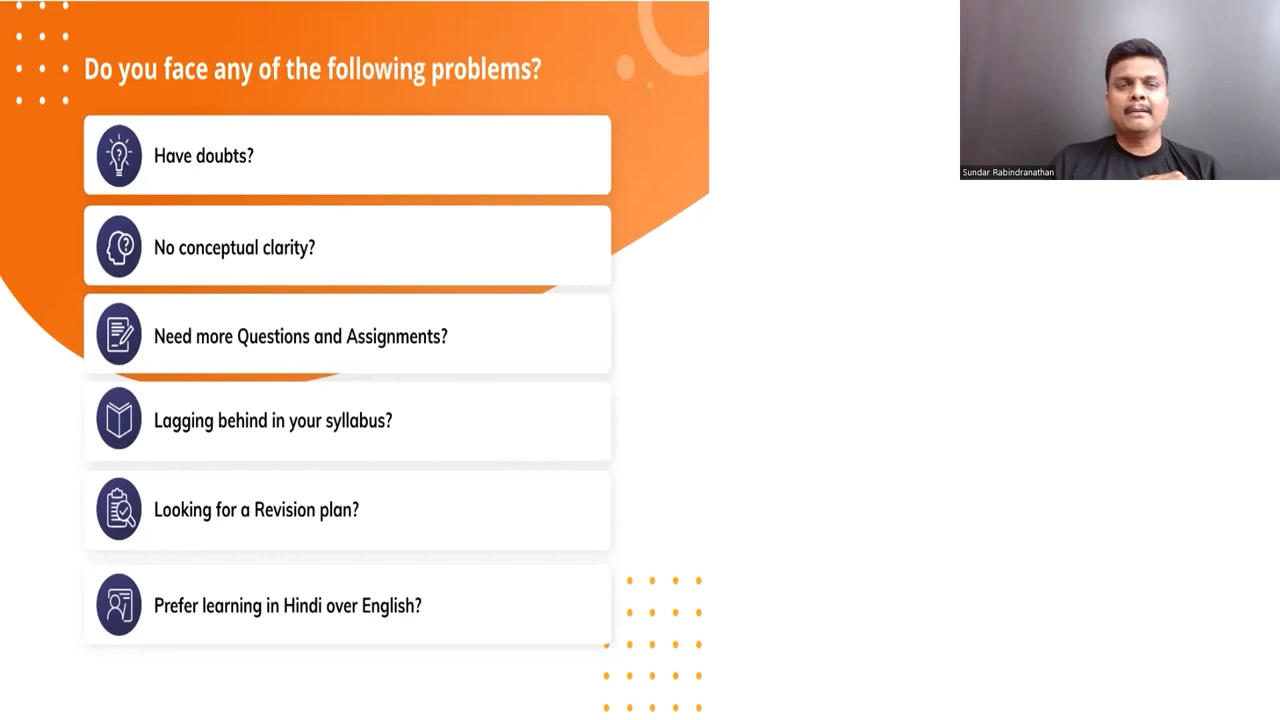 Do you face any of the following problems?
Have doubts?
No conceptual clarity?
Need more Questions and Assignments?
Lagging behind in your syllabus?
Looking for a Revision plan?
Prefer learning in Hindi over English?
Sundar Rabindranathan